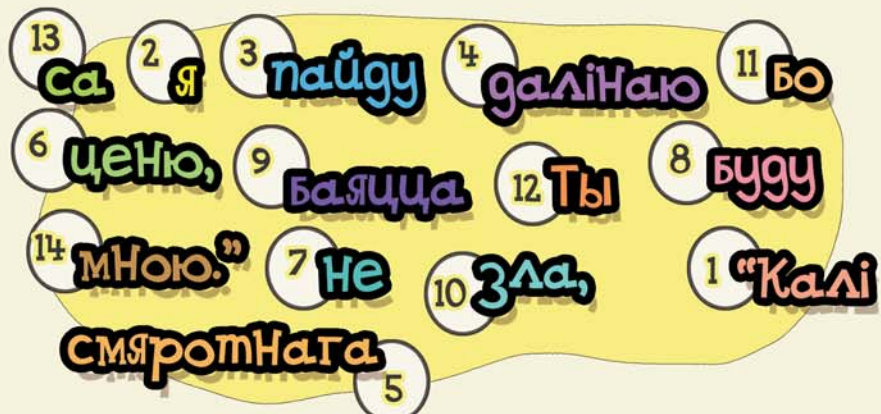 13 са 2 я 3 пайду 4 далінаю 11 бо
6 ценю, 9 баяцца 12 Ты 8 буду
14 мною.” 7 не 10 зла, 1 “Калі
смяротнага 5